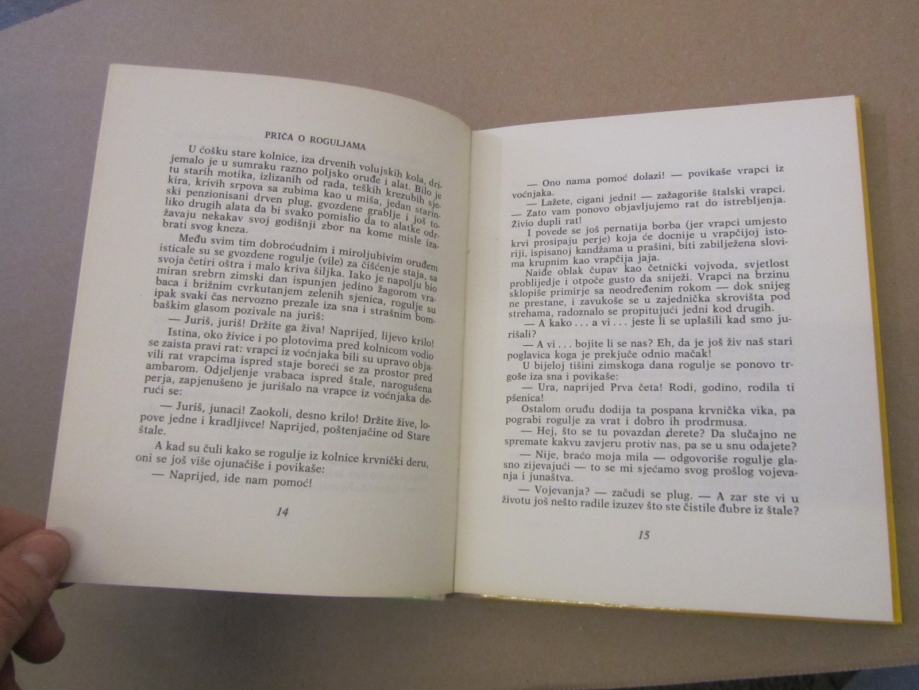 PRIČA O ROGULJAMA
U ćošku stare kolnice, iza drvenih volujskih kola, dri-
jemalo je u sumraku razno poljsko oruđe i alat. Bilo je
tu starih motika, izlizanih od rada, teških krezubih sje-
kira, krivih srpova sa zubima kao u miša, jedan starin-
ski penzionisani drven plug, gvozdene grablje i još to-
liko drugih alata da bi svako pomislio da to alatke odr-
žavaju nekakav svoj godišnji zbor na kome misle iza-
brati svog kneza.
Među svim tim dobroćudnim i miroljubivim oruđem
isticale su se gvozdene rogulje (vile) za čišćenje staja, sa
svoja četiri oštra i malo kriva šiljka. Iako je napolju bio
miran srebrn zimski dan ispunjen jedino žagorom vra-
baca i brižnim cvrkutanjem zelenih sjenica, rogulje su
ipak svaki čas nervozno prezale iza sna i strašnim bom-
baškim glasom pozivale na juriš:
— Juriš, juriš! Držite ga živa! Naprijed, lijevo krilo!
Istina, oko živice i po plotovima pred kolnicom vodio
se zaista pravi rat: vrapci iz voćnjaka bili su upravo obja-
vili rat vrapcima ispred staje boreći se za prostor pred
ambarom. Odjeljenje vrabaca ispred štale, narogušena
perja, zapjenušeno je jurišalo na vrapce iz voćnjaka de-
rući se:
— Juriš, junaci! Zaokoli, desno krilo! Držite žive, lo-
pove jedne i kradljivce! Naprijed, poštenjačine od Stare
štale.
A kad su čuli kako se rogulje iz kolnice krvnički deru,
oni se još više ojunačiše i povikaše:
— Naprijed, ide nam pomoć!
14
— Ono nama pomoć dolazi! — povikaše vrapci iz
voćnjaka.
— Lažete, cigani jedni! — zažagoriše štalski vrapci.
— Zato vam ponovo objavljujemo rat do istrebljenja.
Živio dupli rat!
I povede se još pernatija borba (jer vrapci umjesto
krvi prosipaju perje) koja će docnije u vrapčijoj isto-
riji, ispisanoj kandžama u prašini, biti zabilježena slovi-
ma krupnim kao vrapčija jaja.
Naiđe oblak čupav kao četnički vojvoda, svjetlost
problijedje i otpoče gusto da sniježi. Vrapci na brzinu
sklopiše primirje sa neodređenim rokom — dok snijeg
ne prestane, i zavukoše se u zajednička skrovišta pod
strehama, radoznalo se propitujući jedni kod drugih.
— A kako . . . a vi . . . jeste li se uplašili kad smo ju-
rišali?
— A vi . . . bojite li se nas? Eh, da je još živ naš stari
poglavica koga je prekjuče odnio mačak!
U bijeloj tišini zimskoga dana rogulje se ponovo tr-
goše iza sna i povikaše:
— Ura, naprijed Prva četa! Rodi, godino, rodila ti
pšenica!
Ostalom oruđu dodija ta pospana krvnička vika, pa
pograbi rogulje za vrat i dobro ih prodrmusa.
— Hej, što se tu povazdan derete? Da slučajno ne
spremate kakvu zavjeru protiv nas, pa se u snu odajete?
— Nije, braćo moja mila — odgovoriše rogulje gla-
sno zijevajući — to se mi sjećamo svog prošlog vojeva-
nja i junaštva.
— Vojevanja? — začudi se plug. — A zar ste vi u
životu još nešto radile izuzev što ste čistile đubre iz štale?
15